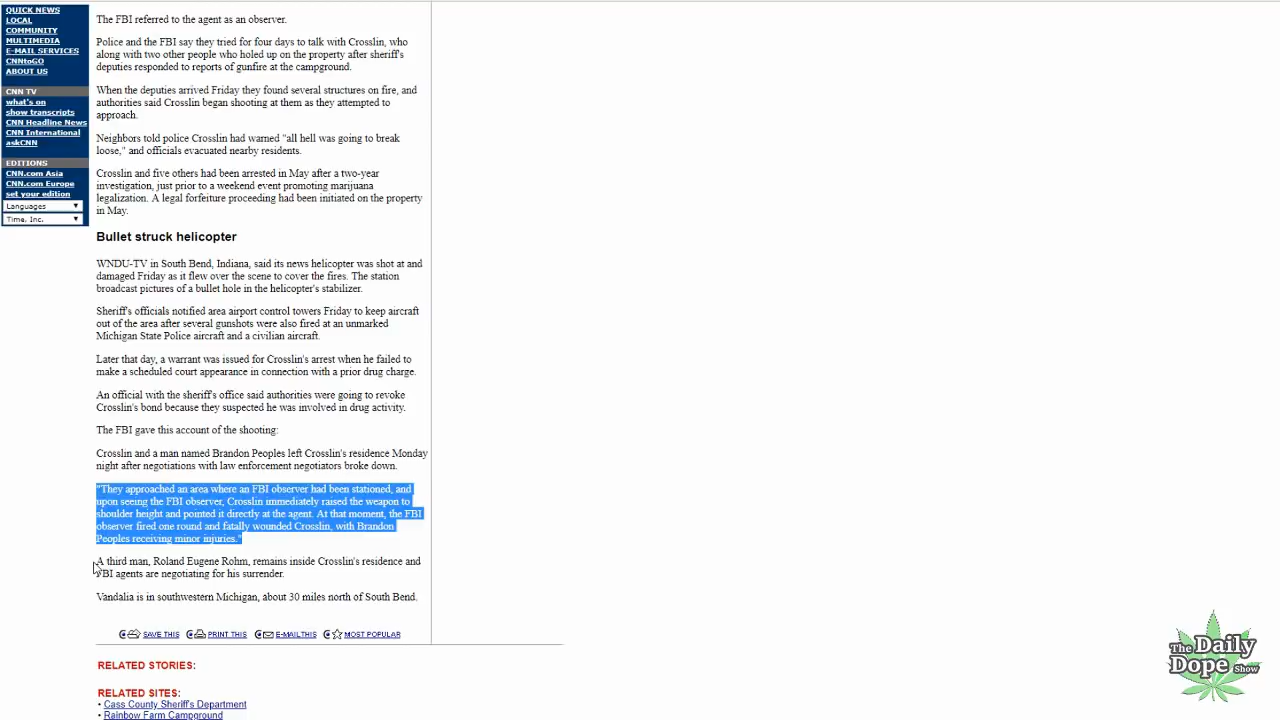 QUICK NEWS
LOCAL
COMMUNITY
MULTIMEDIA
E-MAIL SERVICES
CNNtoGO
ABOUT US
CNN TV
what's on
show transcripts
CNN Headline News
CNN International
askCNN
EDITIONS
CNN.com Asia
CNN.com Europe
set your edition
Languages
Time, Inc.
The FBI referred to the agent as an observer.
Police and the FBI say they tried for four days to talk with Crosslin, who
along with two other people who holed up on the property after sheriff's
deputies responded to reports of gunfire at the campground.
When the deputies arrived Friday they found several structures on fire, and
authorities said Crosslin began shooting at them as they attempted to
approach.
Neighbors told police Crosslin had warned "all hell was going to break
loose," and officials evacuated nearby residents.
Crosslin and five others had been arrested in May after a two-year
investigation, just prior to a weekend event promoting marijuana
legalization. A legal forfeiture proceeding had been initiated on the property
in May.
Bullet struck helicopter
WNDU-TV in South Bend, Indiana, said its news helicopter was shot at and
damaged Friday as it flew over the scene to cover the fires. The station
broadcast pictures of a bullet hole in the helicopter's stabilizer.
Sheriff's officials notified area airport control towers Friday to keep aircraft
out of the area after several gunshots were also fired at an unmarked
Michigan State Police aircraft and a civilian aircraft.
Later that day, a warrant was issued for Crosslin's arrest when he failed to
make a scheduled court appearance in connection with a prior drug charge.
An official with the sheriff's office said authorities were going to revoke
Crosslin's bond because they suspected he was involved in drug activity.
The FBI gave this account of the shooting:
Crosslin and a man named Brandon Peoples left Crosslin's residence Monday
night after negotiations with law enforcement negotiators broke down.
"They approached an area where an FBI observer had been stationed, and
upon seeing the FBI observer, Crosslin immediately raised the weapon to
shoulder height and pointed it directly at the agent. At that moment, the FBI
observer fired one round and fatally wounded Crosslin, with Brandon
Peoples receiving minor injuries."
A third man, Roland Eugene Rohm, remains inside Crosslin's residence and
FBI agents are negotiating for his surrender.
Vandalia is in southwestern Michigan, about 30 miles north of South Bend.
SAVE THIS PRINT THIS E-MAIL THIS MOST POPULAR
RELATED STORIES:
RELATED SITES:
• Cass County Sheriff's Department
• Rainbow Farm Campground
The Daily
Dope Show